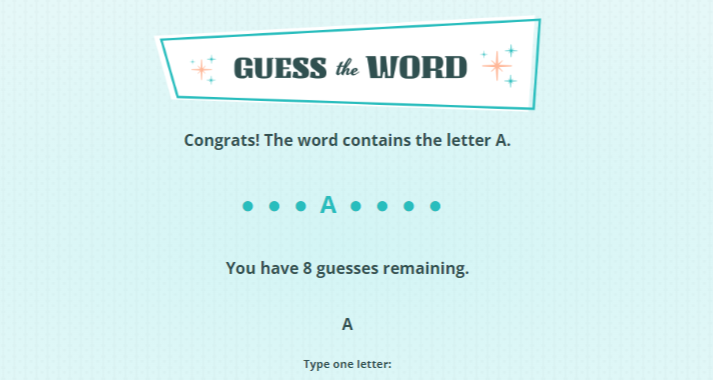 GUESS the WORD
Congrats! The word contains the letter A.
● ● ● A ● ● ● ●
You have 8 guesses remaining.
A
Type one letter: